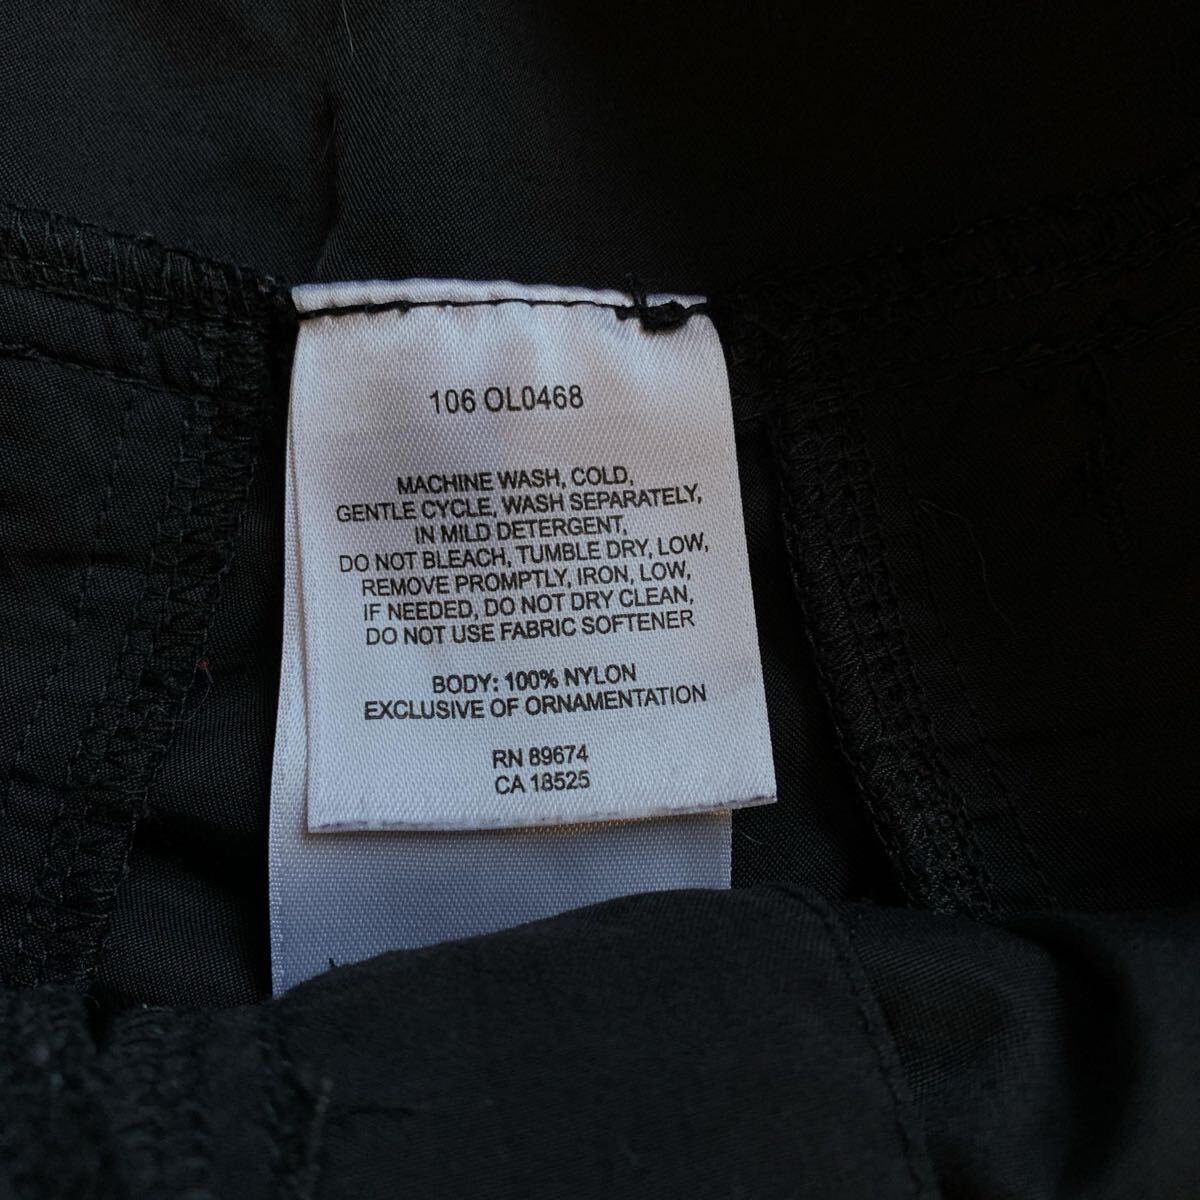 106 OL0468
MACHINE WASH, COLD,
GENTLE CYCLE, WASH SEPARATELY,
IN MILD DETERGENT,
DO NOT BLEACH, TUMBLE DRY, LOW,
REMOVE PROMPTLY, IRON, LOW,
IF NEEDED, DO NOT DRY CLEAN,
DO NOT USE FABRIC SOFTENER
BODY: 100% NYLON
EXCLUSIVE OF ORNAMENTATION
RN 89674
CA 18525